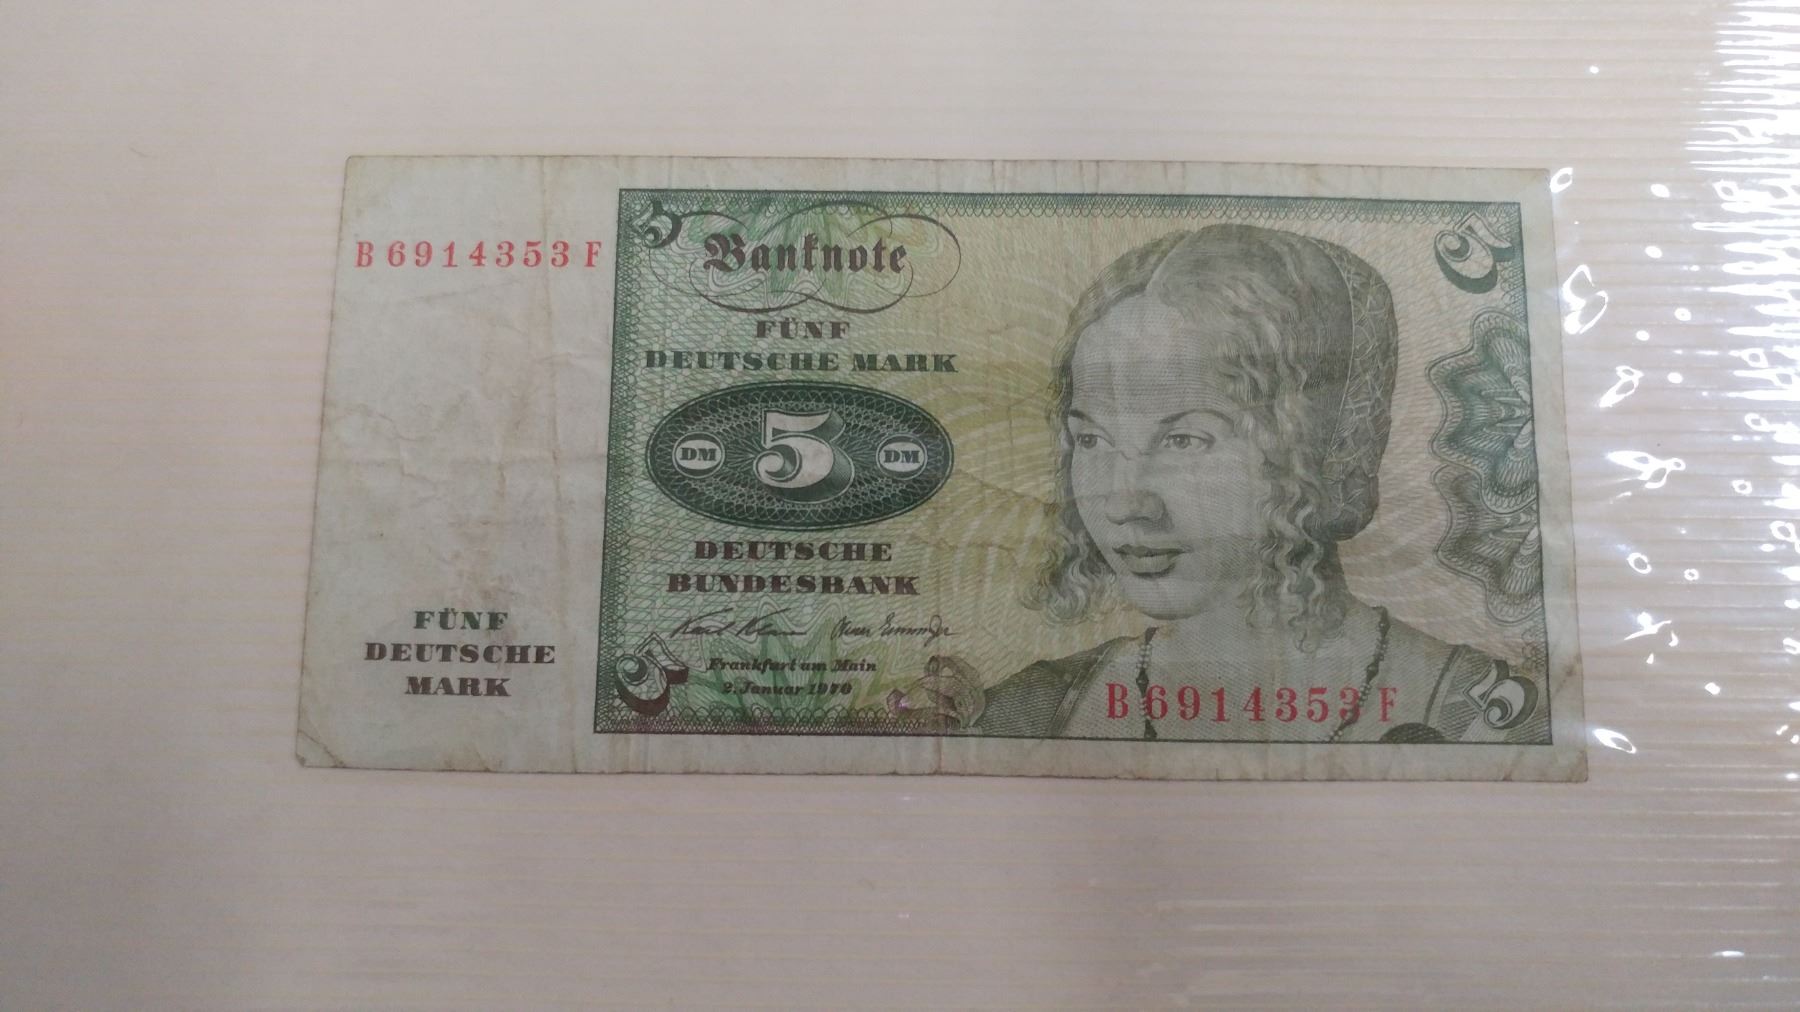 B 6914353 F
5
5
Banknote
FÜNF
DEUTSCHE MARK
DM 5 DM
DEUTSCHE
BUNDESBANK
Frankfurt am Main
2. Januar 1970
FÜNF
DEUTSCHE
MARK
5
B 6914353 F
5